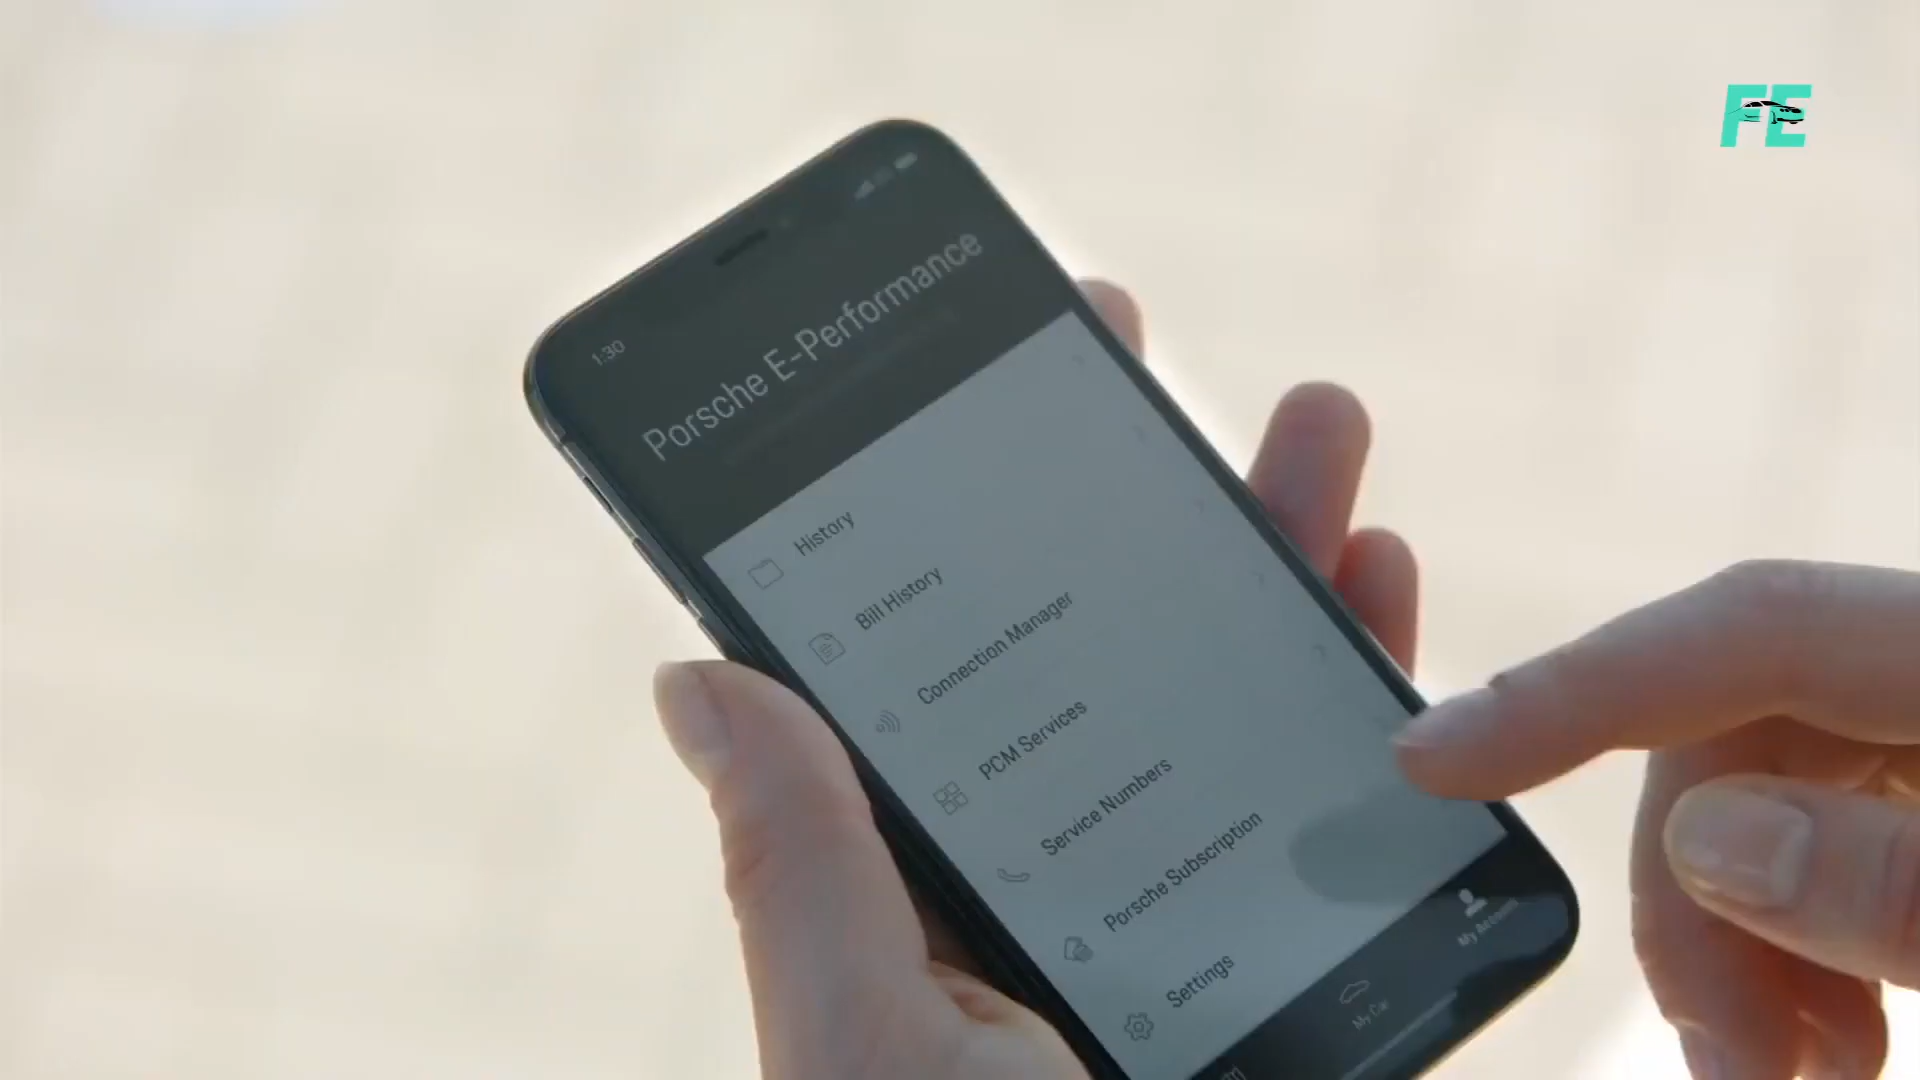 FE
1:30
Porsche E-Performance
History
Bill History
Connection Manager
PCM Services
Service Numbers
Porsche Subscription
Settings
My Car
My Account